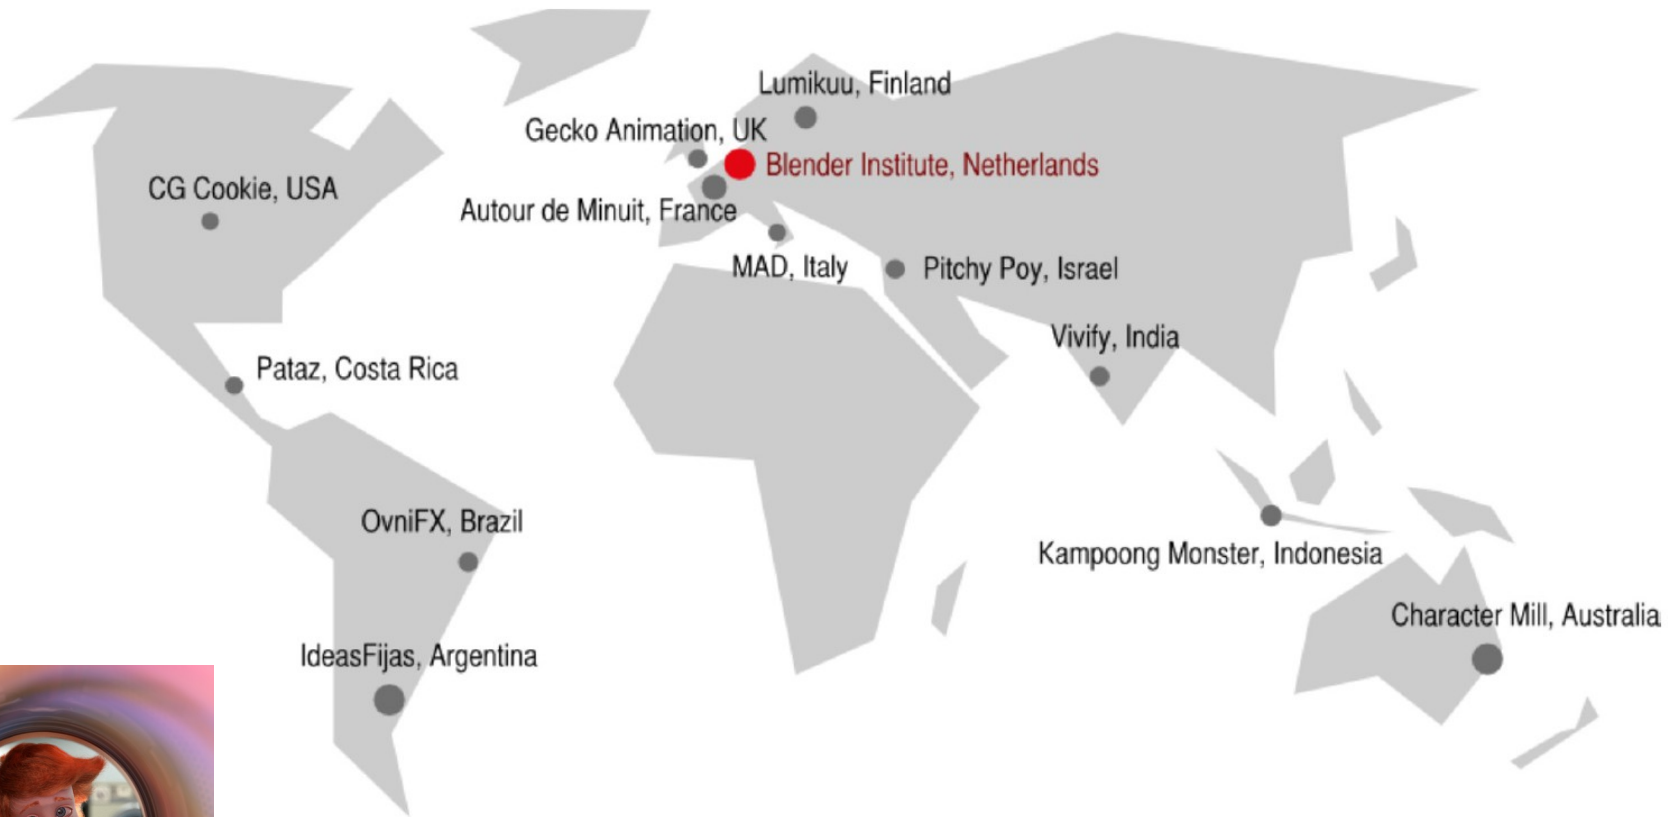 Lumikuu, Finland
Gecko Animation, UK
Blender Institute, Netherlands
CG Cookie, USA
Autour de Minuit, France
MAD, Italy
Pitchy Poy, Israel
Vivify, India
Pataz, Costa Rica
OvniFX, Brazil
Kampoong Monster, Indonesia
Character Mill, Australia
IdeasFijas, Argentina